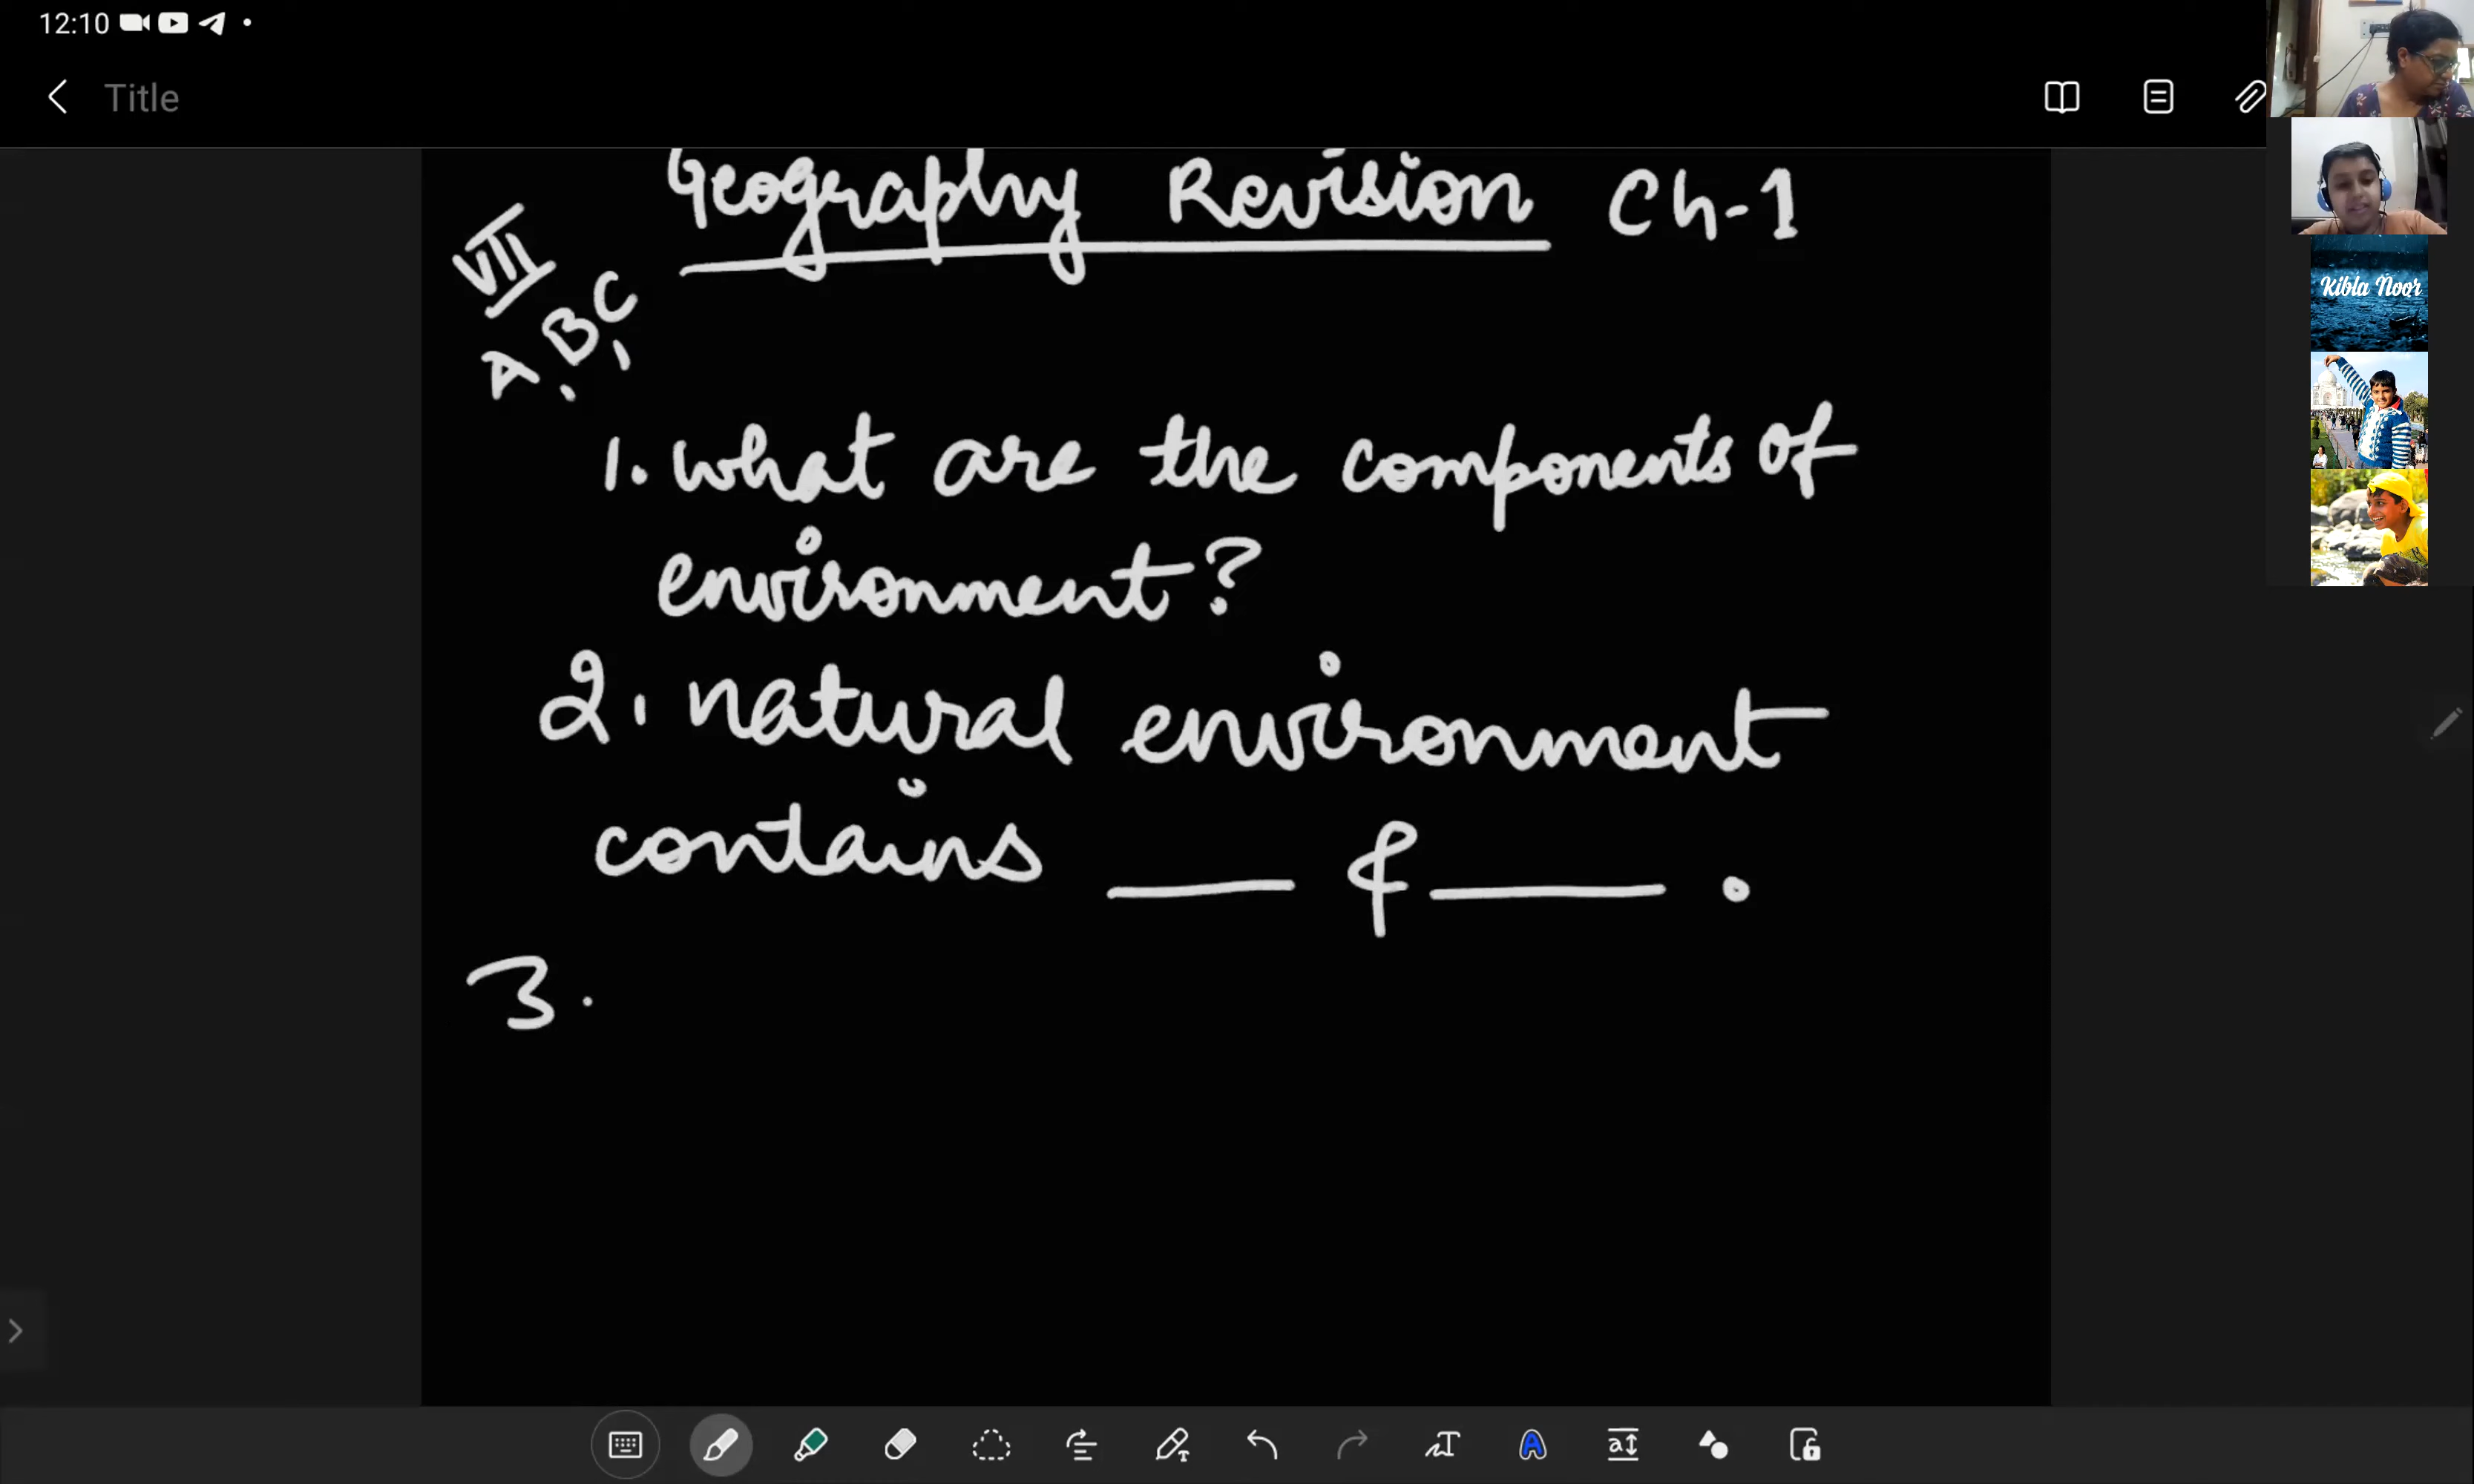 12:10
Title
Geography Revision Ch-1
VII
A, B, C
1. What are the components of
environment?
2. natural environment
contains ___ & ___ .
3.
Kibla Noor